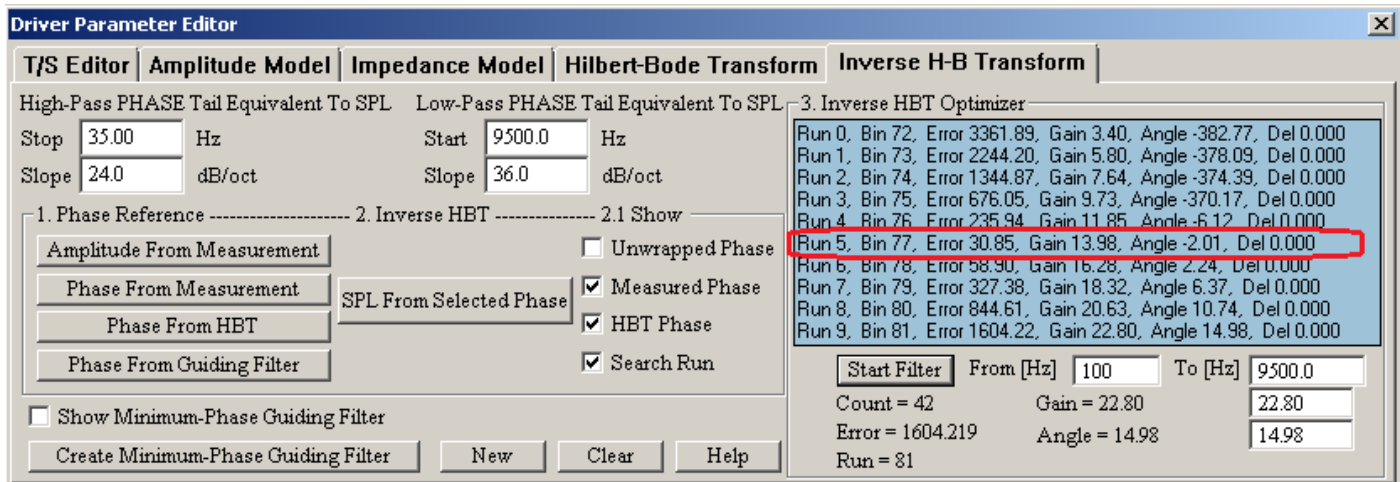 Driver Parameter Editor
T/S Editor Amplitude Model Impedance Model Hilbert-Bode Transform Inverse H-B Transform
High-Pass PHASE Tail Equivalent To SPL Low-Pass PHASE Tail Equivalent To SPL
Stop 35.00 Hz Start 9500.0 Hz
Slope 24.0 dB/oct Slope 36.0 dB/oct
1. Phase Reference --------------------- 2. Inverse HBT --------------- 2.1 Show
Amplitude From Measurement
Phase From Measurement
Phase From HBT
Phase From Guiding Filter
SPL From Selected Phase
Unwrapped Phase
Measured Phase
HBT Phase
Search Run
Show Minimum-Phase Guiding Filter
Create Minimum-Phase Guiding Filter New Clear Help
3. Inverse HBT Optimizer
Run 0, Bin 72, Error 3361.89, Gain 3.40, Angle -382.77, Del 0.000
Run 1, Bin 73, Error 2244.20, Gain 5.80, Angle -378.09, Del 0.000
Run 2, Bin 74, Error 1344.87, Gain 7.64, Angle -374.39, Del 0.000
Run 3, Bin 75, Error 676.05, Gain 9.73, Angle -370.17, Del 0.000
Run 4, Bin 76, Error 235.94, Gain 11.85, Angle -6.12, Del 0.000
Run 5, Bin 77, Error 30.85, Gain 13.98, Angle -2.01, Del 0.000
Run 6, Bin 78, Error 58.90, Gain 16.28, Angle 2.24, Del 0.000
Run 7, Bin 79, Error 327.38, Gain 18.32, Angle 6.37, Del 0.000
Run 8, Bin 80, Error 844.61, Gain 20.63, Angle 10.74, Del 0.000
Run 9, Bin 81, Error 1604.22, Gain 22.80, Angle 14.98, Del 0.000
Start Filter From [Hz] 100 To [Hz] 9500.0
Count = 42 Gain = 22.80 22.80
Error = 1604.219 Angle = 14.98 14.98
Run = 81